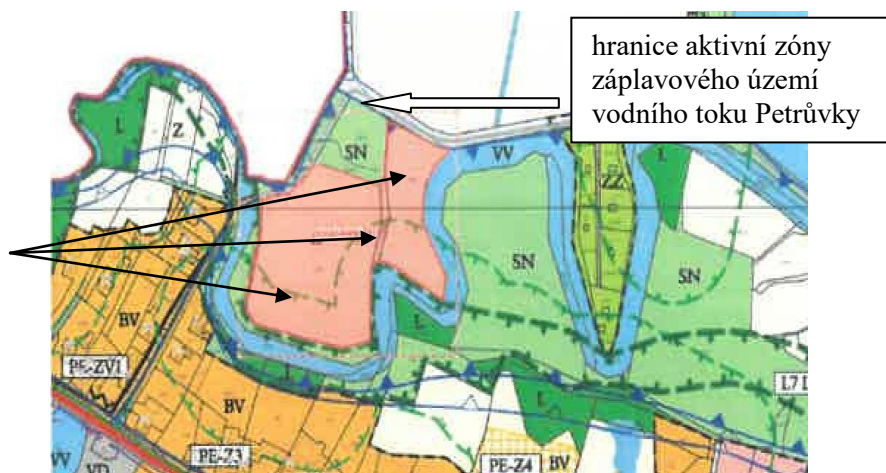 hranice aktivní zóny
záplavového území
vodního toku Petrůvky
L
Z
SN
VV
L
ZZ
SN
SN
BV
PE-ZV1
L
L
L7 L
BV
L
PE-Z3
PE-Z4
BV
VV